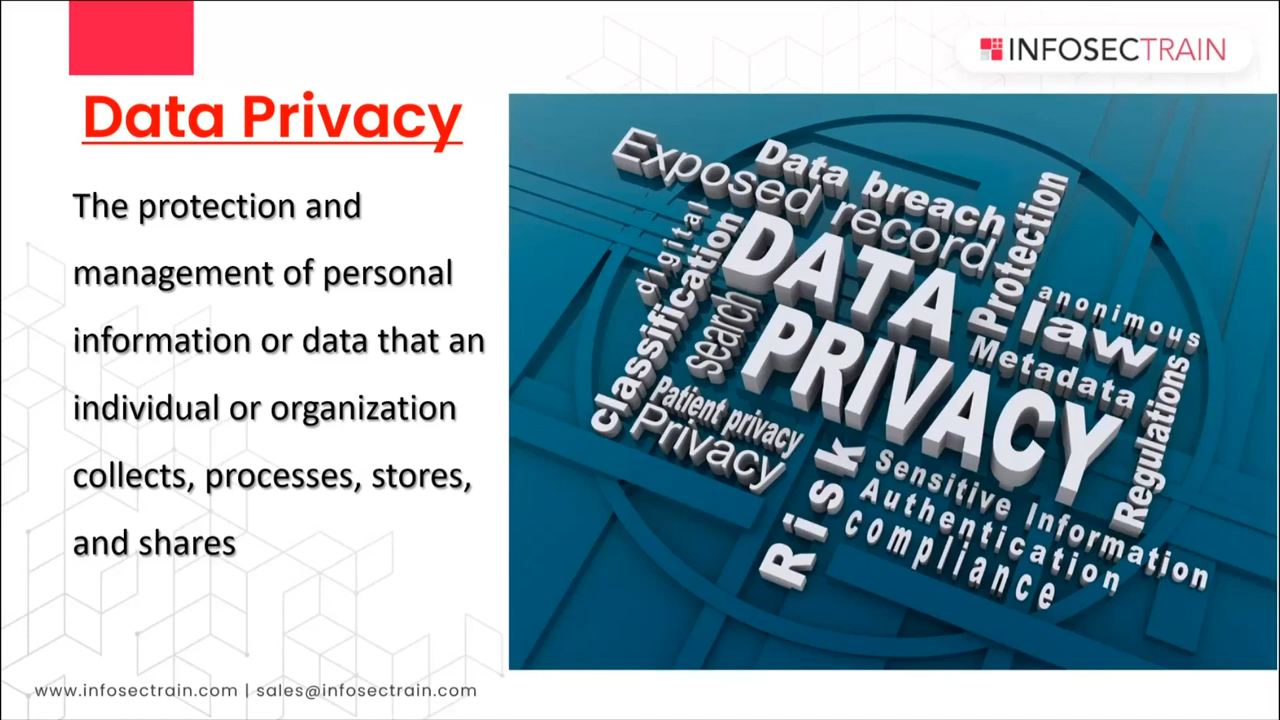 INFOSECTRAIN
Data Privacy
The protection and
management of personal
information or data that an
individual or organization
collects, processes, stores,
and shares
Exposed record
Data breach
Protection
digital
classification
Search
DATA
PRIVACY
anonimous
law
Metadata
Regulations
Patient privacy
Privacy
Risk
Sensitive Information
Authentication
compliance
www.infosectrain.com | sales@infosectrain.com